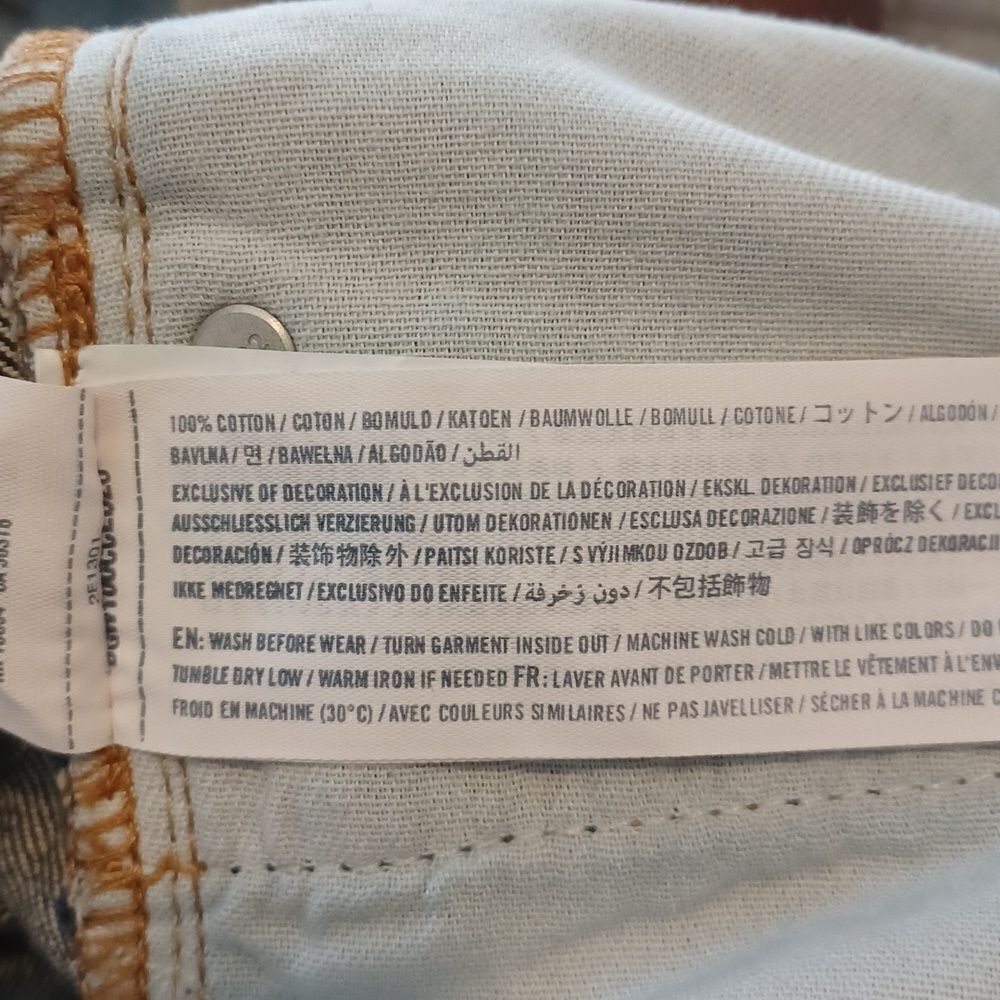 100% COTTON / COTON / BOMULD / KATOEN / BAUMWOLLE / BOMULL / COTONE / コットン / ALGODÓN /
BAVLNA / 면 / BAWEŁNA / ALGODÃO / القطن
EXCLUSIVE OF DECORATION / À L'EXCLUSION DE LA DÉCORATION / EKSKL. DEKORATION / EXCLUSIEF
AUSSCHLIESSLICH VERZIERUNG / UTOM DEKORATIONEN / ESCLUSA DECORAZIONE / 装飾を除く /
DECORACIÓN / 装饰物除外 / PAITSI KORISTE / S VÝJIMKOU OZDOB / 고급 장식 / OPRÓCZ
IKKE MEDREGNET / EXCLUSIVO DO ENFEITE / دون زخرفة / 不包括飾物
EN: WASH BEFORE WEAR / TURN GARMENT INSIDE OUT / MACHINE WASH COLD / WITH LIKE COLORS / DO
TUMBLE DRY LOW / WARM IRON IF NEEDED FR: LAVER AVANT DE PORTER / METTRE LE VÊTEMENT À
FROID EN MACHINE (30°C) / AVEC COULEURS SIMILAIRES / NE PAS JAVELLISER / SÉCHER À LA MACHINE
2E1301